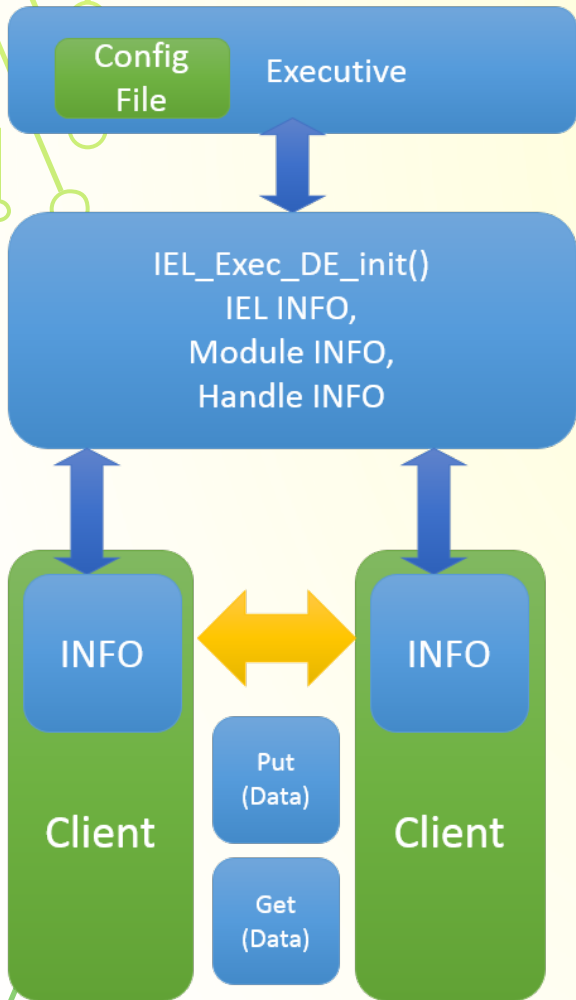 Config
File
Executive
IEL_Exec_DE_init()
IEL INFO,
Module INFO,
Handle INFO
INFO
INFO
Put
(Data)
Client
Client
Get
(Data)